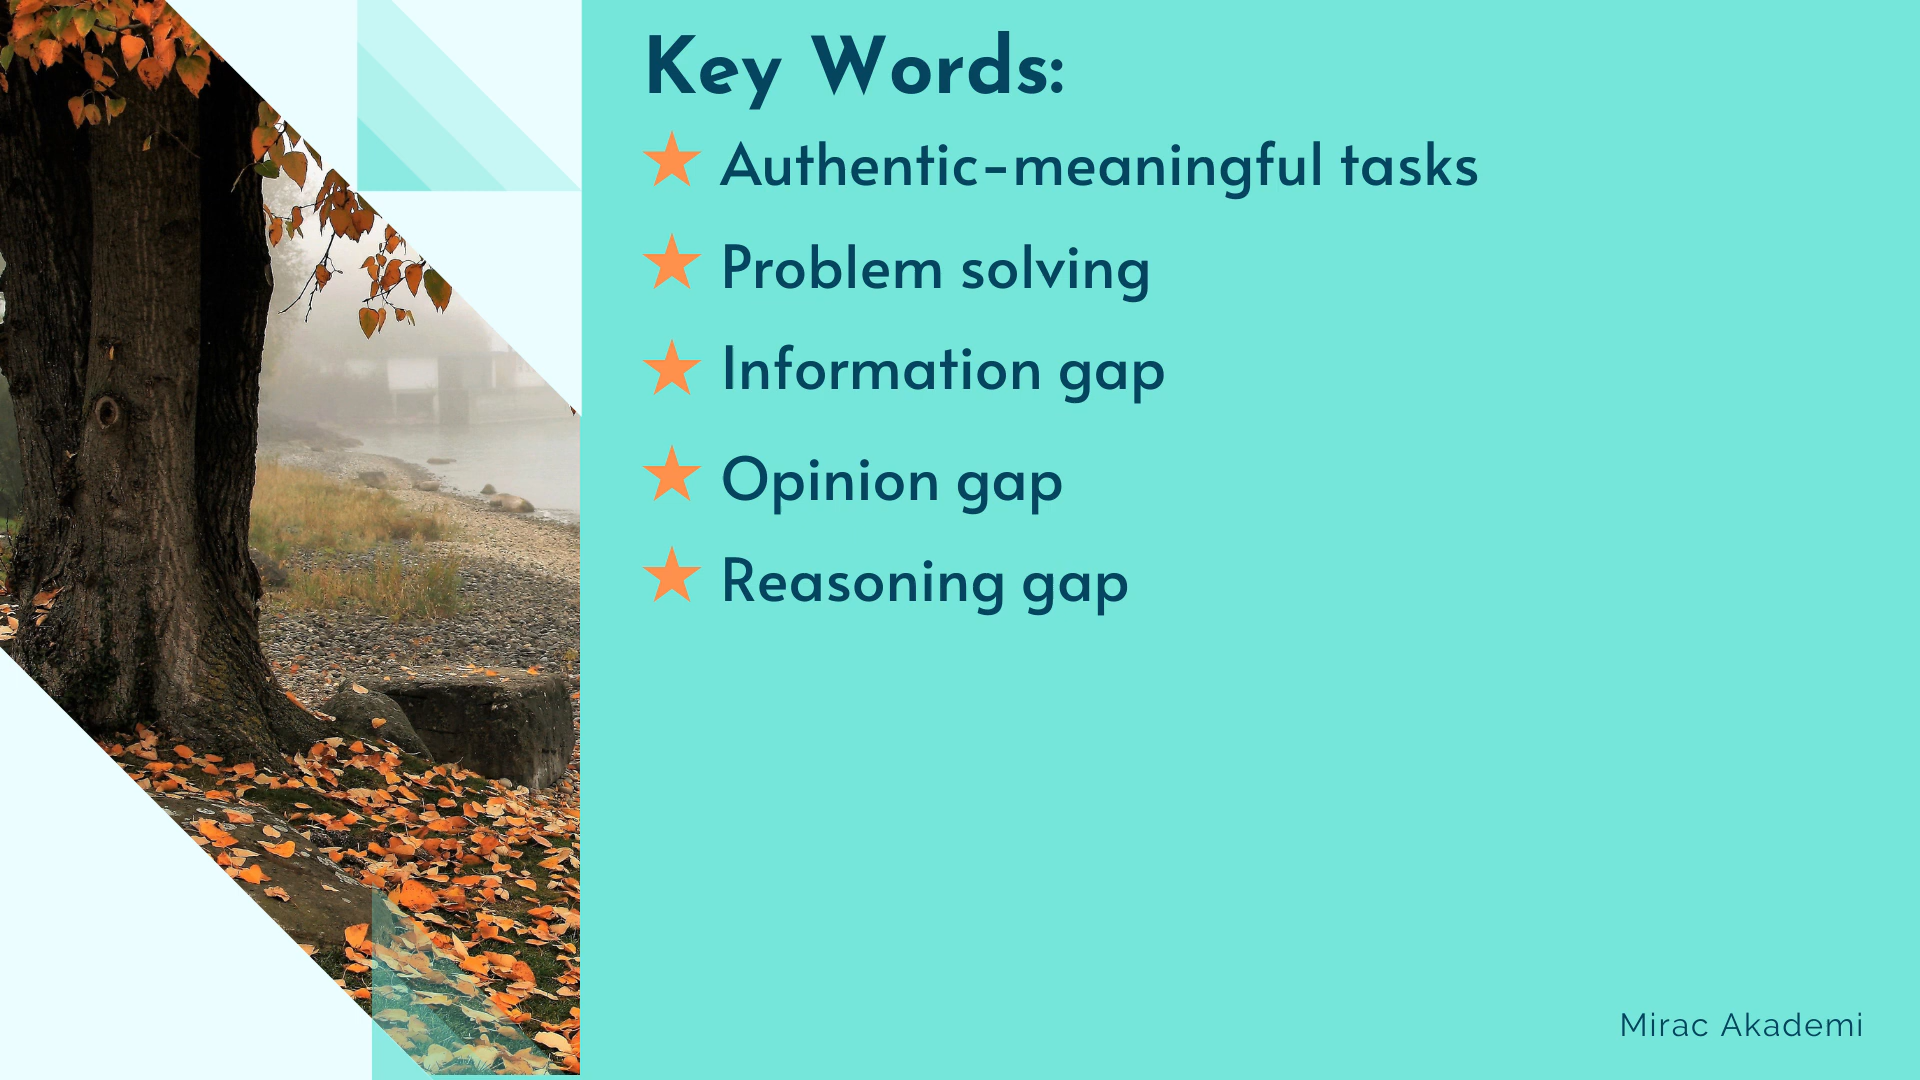 Key Words:
Authentic-meaningful tasks
Problem solving
Information gap
Opinion gap
Reasoning gap
Mirac Akademi